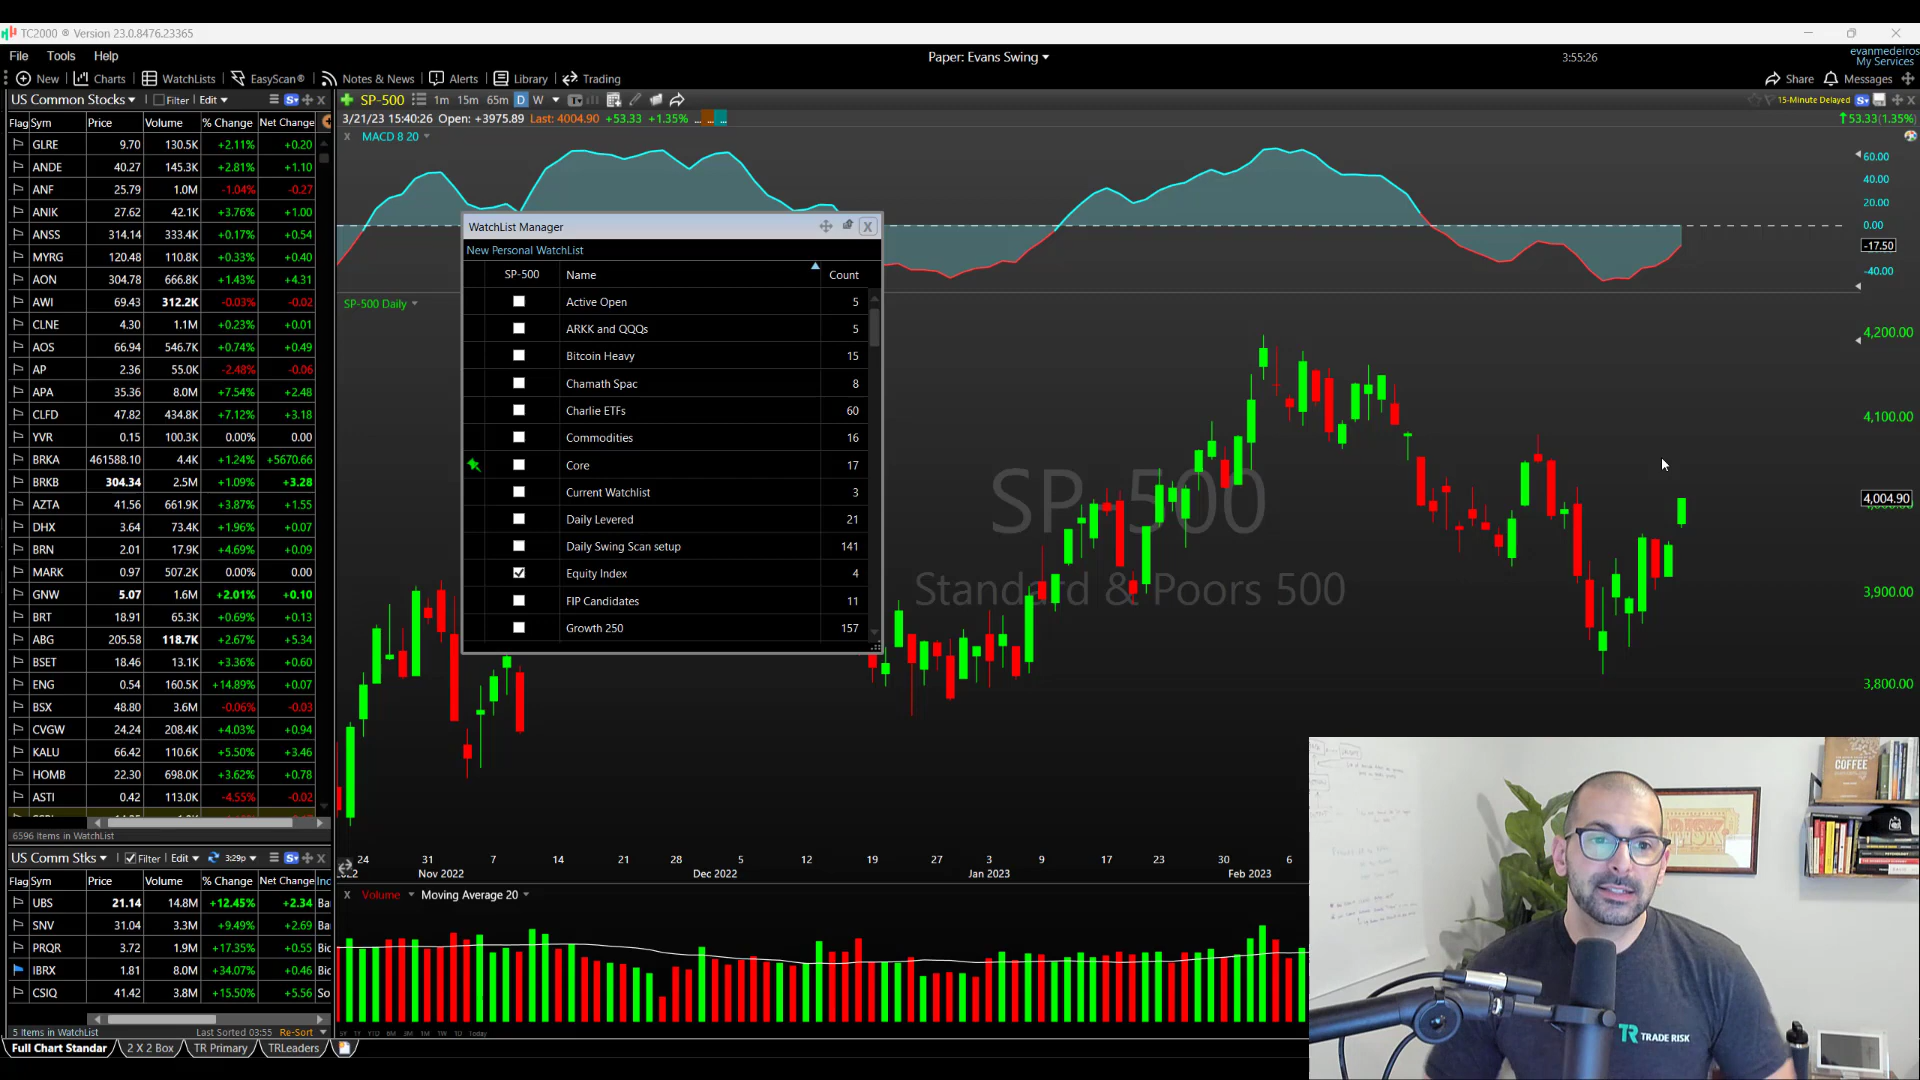 TC2000 ® Version 23.0.8476.23365
File Tools Help
Paper: Evans Swing
3:55:26
evanmedeiros
My Services
New Charts WatchLists EasyScan® Notes & News Alerts Library Trading
Share Messages
US Common Stocks Filter Edit
SP-500 1m 15m 65m D W
15-Minute Delayed
3/21/23 15:40:26 Open: +3975.89 Last: 4004.90 +53.33 +1.35% ... ... ...
53.33(1.35%)
Flag Sym Price Volume % Change Net Change
GLRE 9.70 130.5K +2.11% +0.20
ANDE 40.27 145.3K +2.81% +1.10
ANF 25.79 1.0M -1.04% -0.27
ANIK 27.62 42.1K +3.76% +1.00
ANSS 314.14 333.4K +0.17% +0.54
MYRG 120.48 110.8K +0.33% +0.40
AON 304.78 666.8K +1.43% +4.31
AWI 69.43 312.2K -0.03% -0.02
CLNE 4.30 1.1M +0.23% +0.01
AOS 66.94 546.7K +0.74% +0.49
AP 2.36 55.0K -2.48% -0.06
APA 35.36 8.0M +7.54% +2.48
CLFD 47.82 434.8K +7.12% +3.18
YVR 0.15 100.3K 0.00% 0.00
BRKA 461588.10 4.4K +1.24% +5670.66
BRKB 304.34 2.5M +1.09% +3.28
AZTA 41.56 661.9K +3.87% +1.55
DHX 3.64 73.4K +1.96% +0.07
BRN 2.01 17.9K +4.69% +0.09
MARK 0.97 507.2K 0.00% 0.00
GNW 5.07 1.6M +2.01% +0.10
BRT 18.91 65.3K +0.69% +0.13
ABG 205.58 118.7K +2.67% +5.34
BSET 18.46 13.1K +3.36% +0.60
ENG 0.54 160.5K +14.89% +0.07
BSX 48.80 3.6M -0.06% -0.03
CVGW 24.24 208.4K +4.03% +0.94
KALU 66.42 110.6K +5.50% +3.46
HOMB 22.30 698.0K +3.62% +0.78
ASTI 0.42 113.0K -4.55% -0.02
6596 Items in WatchList
US Comm Stks Filter Edit 3:29p
Flag Sym Price Volume % Change Net Change Inc
UBS 21.14 14.8M +12.45% +2.34 Ba
SNV 31.04 3.3M +9.49% +2.69 Ba
PRQR 3.72 1.9M +17.35% +0.55 Bio
IBRX 1.81 8.0M +34.07% +0.46 Bio
CSIQ 41.42 3.8M +15.50% +5.56 So
5 Items in WatchList Last Sorted 03:55 Re-Sort
Full Chart Standar 2 X 2 Box TR Primary TRLeaders
MACD 8 20
60.00
40.00
20.00
0.00
-17.50
-40.00
WatchList Manager
New Personal WatchList
SP-500 Name Count
Active Open 5
ARKK and QQQs 5
Bitcoin Heavy 15
Chamath Spac 8
Charlie ETFs 60
Commodities 16
Core 17
Current Watchlist 3
Daily Levered 21
Daily Swing Scan setup 141
Equity Index 4
FIP Candidates 11
Growth 250 157
SP-500 Daily
SP-500
Standard & Poors 500
4,200.00
4,100.00
4,004.90
3,900.00
3,800.00
24 31 7 14 21 28 5 12 19 27 3 9 17 23 30 6
Nov 2022 Dec 2022 Jan 2023 Feb 2023
Volume Moving Average 20
5Y 1Y YTD 6M 3M 1M 1W 1D Today
COFFEE
TR TRADE RISK